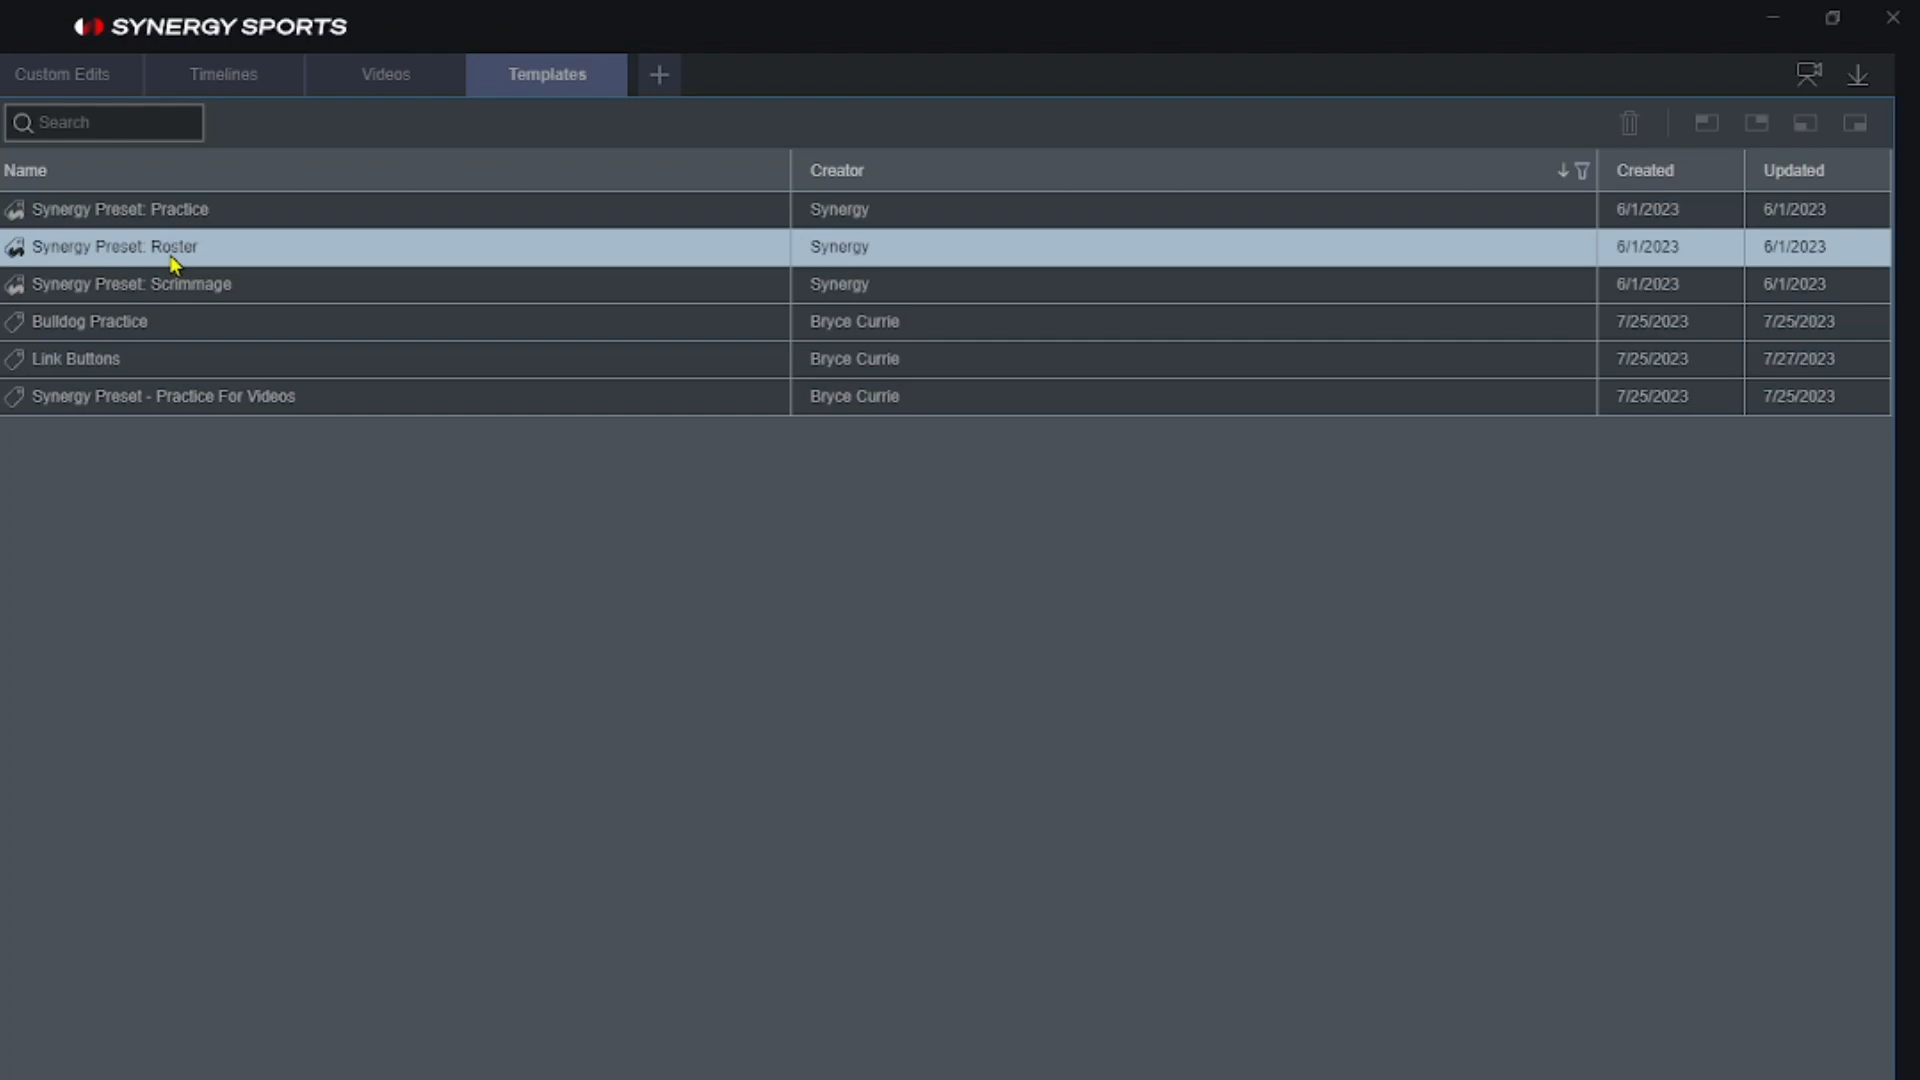 SYNERGY SPORTS
Custom Edits Timelines Videos Templates
Search
Name Creator Created Updated
Synergy Preset: Practice Synergy 6/1/2023 6/1/2023
Synergy Preset: Roster Synergy 6/1/2023 6/1/2023
Synergy Preset: Scrimmage Synergy 6/1/2023 6/1/2023
Bulldog Practice Bryce Currie 7/25/2023 7/25/2023
Link Buttons Bryce Currie 7/25/2023 7/27/2023
Synergy Preset - Practice For Videos Bryce Currie 7/25/2023 7/25/2023